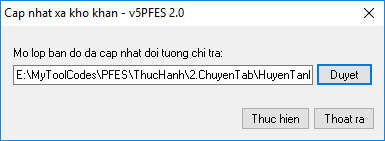 Cap nhat xa kho khan - v5PFES 2.0
Mo lop ban do da cap nhat doi tuong chi tra:
E:\MyToolCodes\PFES\ThucHanh\2.ChuyenTab\HuyenTanl
Duyet
Thuc hien
Thoat ra